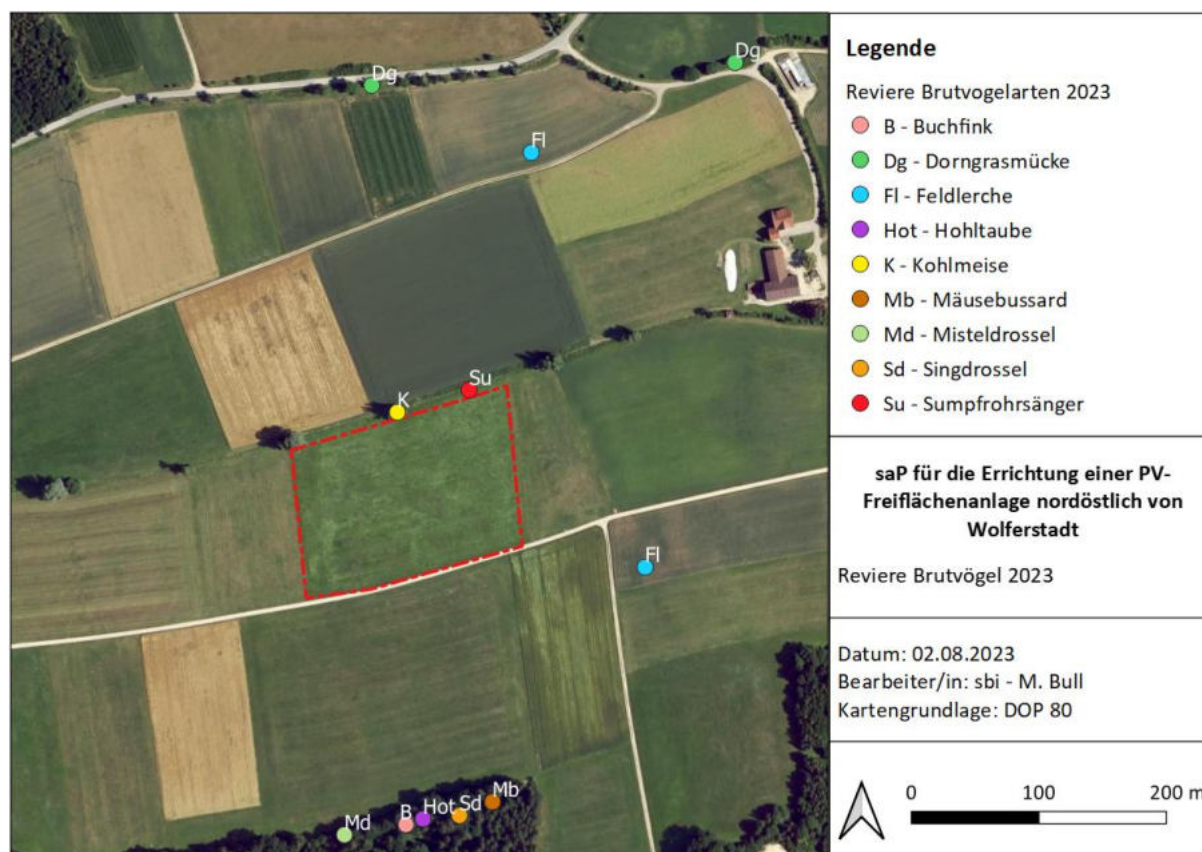 Dg
Dg
Fl
Su
K
Fl
Mb
Sd
Hot
B
Md
Legende
Reviere Brutvogelarten 2023
B - Buchfink
Dg - Dorngrasmücke
Fl - Feldlerche
Hot - Hohltaube
K - Kohlmeise
Mb - Mäusebussard
Md - Misteldrossel
Sd - Singdrossel
Su - Sumpfrohrsänger
saP für die Errichtung einer PV-
Freiflächenanlage nordöstlich von
Wolferstadt
Reviere Brutvögel 2023
Datum: 02.08.2023
Bearbeiter/in: sbi - M. Bull
Kartengrundlage: DOP 80
0 100 200 m